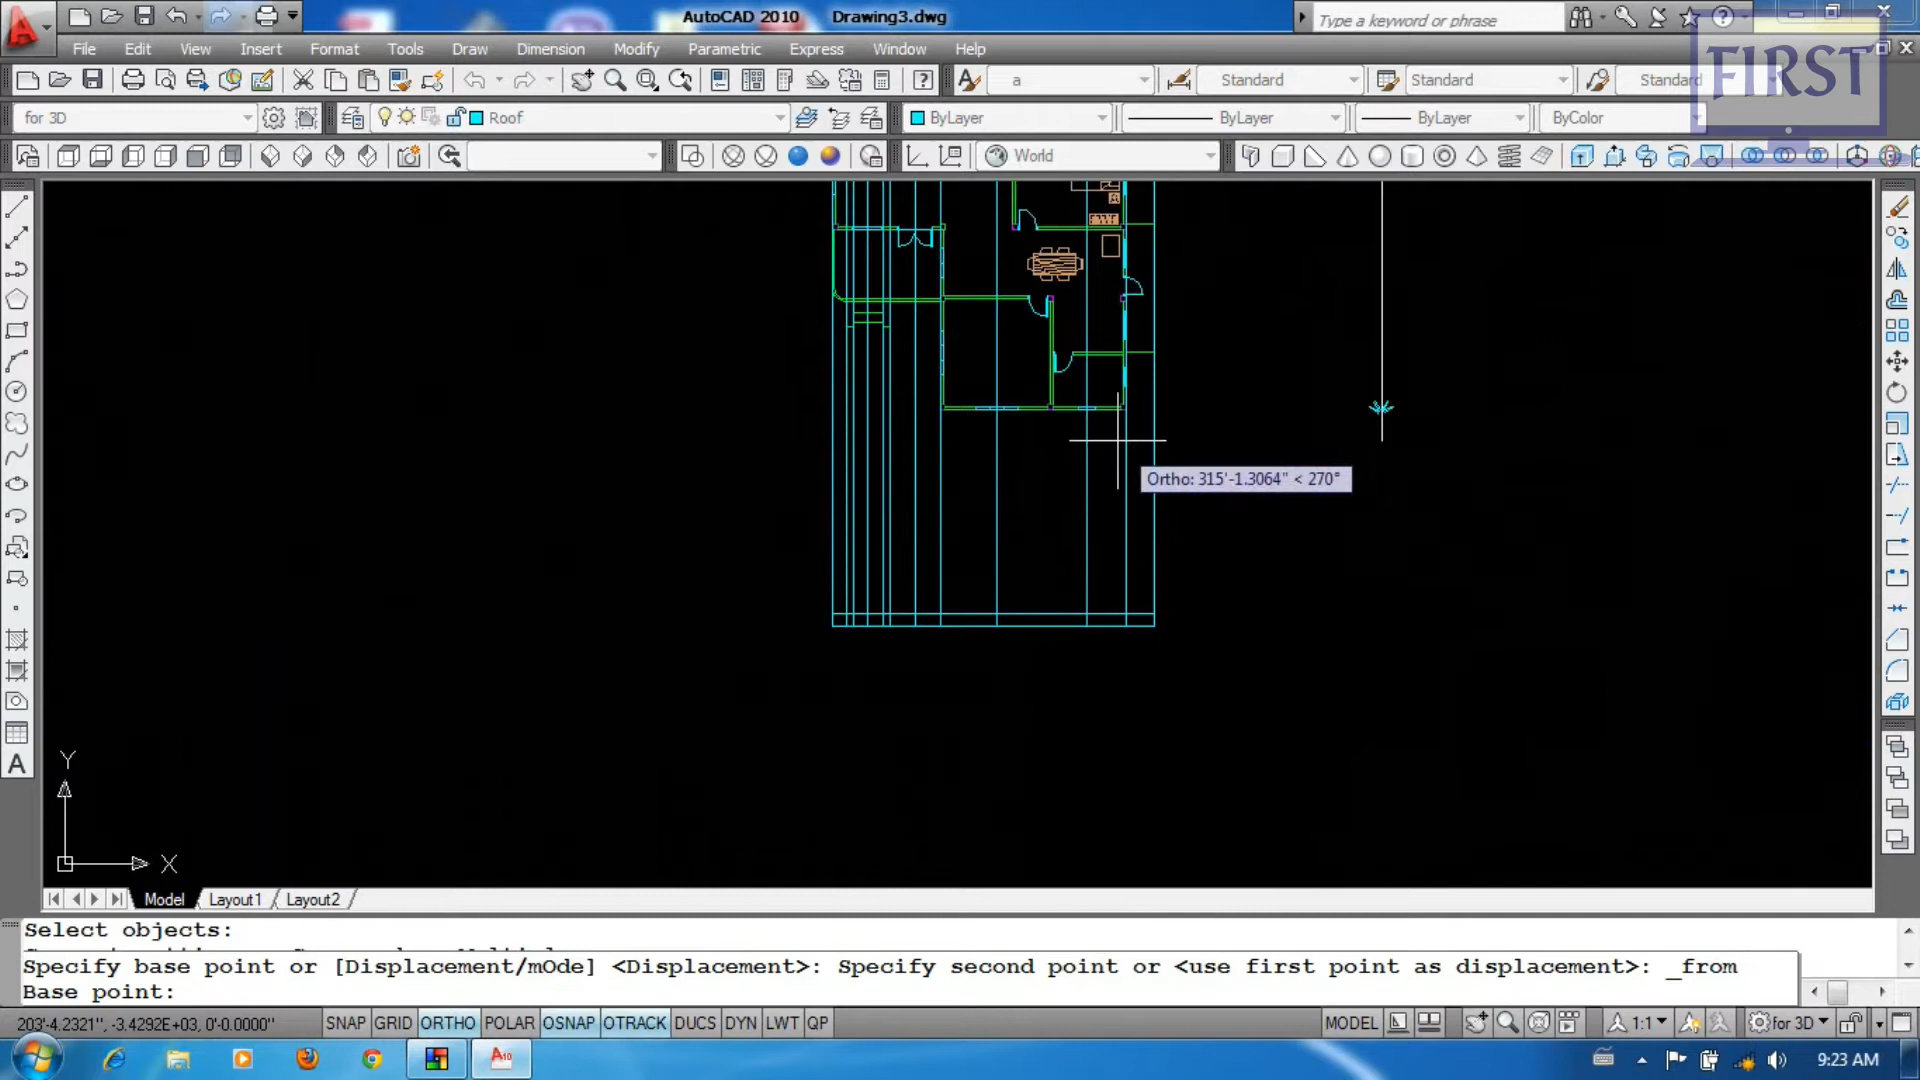 AutoCAD 2010 Drawing3.dwg
Type a keyword or phrase
FIRST
File Edit View Insert Format Tools Draw Dimension Modify Parametric Express Window Help
a Standard Standard Standard
for 3D Roof ByLayer ByLayer ByLayer ByColor
World
Ortho: 315'-1.3064" < 270°
Y
X
Model Layout1 Layout2
Select objects:
Specify base point or [Displacement/mOde] <Displacement>: Specify second point or <use first point as displacement>: _from
Base point:
203'-4.2321", -3.4292E+03, 0'-0.0000" SNAP GRID ORTHO POLAR OSNAP OTRACK DUCS DYN LWT QP MODEL 1:1 for 3D
9:23 AM